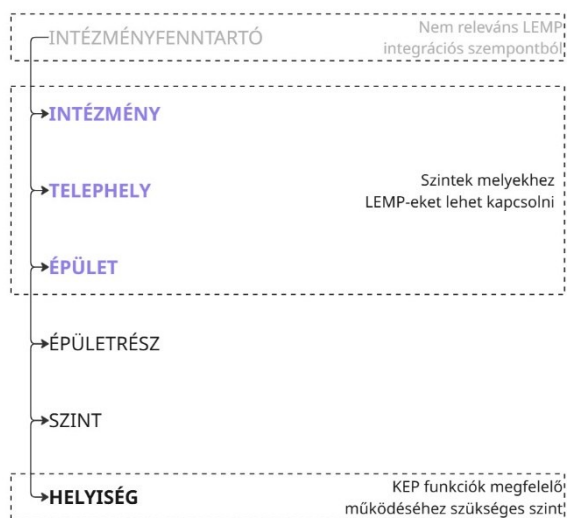 INTÉZMÉNYFENNTARTÓ
Nem releváns LEMP
integrációs szempontból
INTÉZMÉNY
TELEPHELY
Szintek melyekhez
LEMP-eket lehet kapcsolni
ÉPÜLET
ÉPÜLETRÉSZ
SZINT
HELYISÉG
KEP funkciók megfelelő
működéséhez szükséges szint